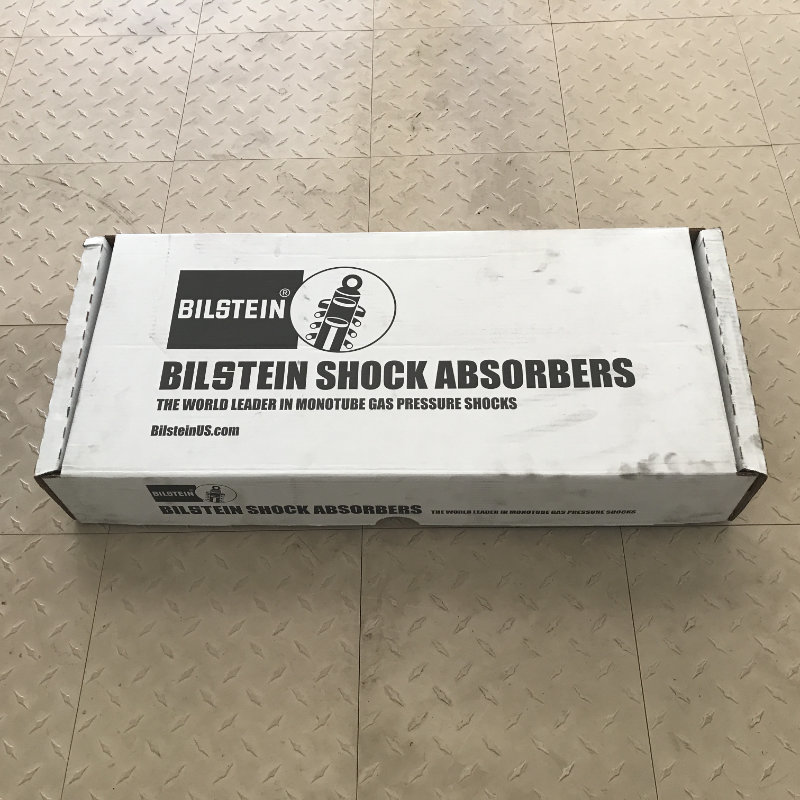 BILSTEIN®
BILSTEIN SHOCK ABSORBERS
THE WORLD LEADER IN MONOTUBE GAS PRESSURE SHOCKS
BilsteinUS.com
BILSTEIN
BILSTEIN SHOCK ABSORBERS THE WORLD LEADER IN MONOTUBE GAS PRESSURE SHOCKS